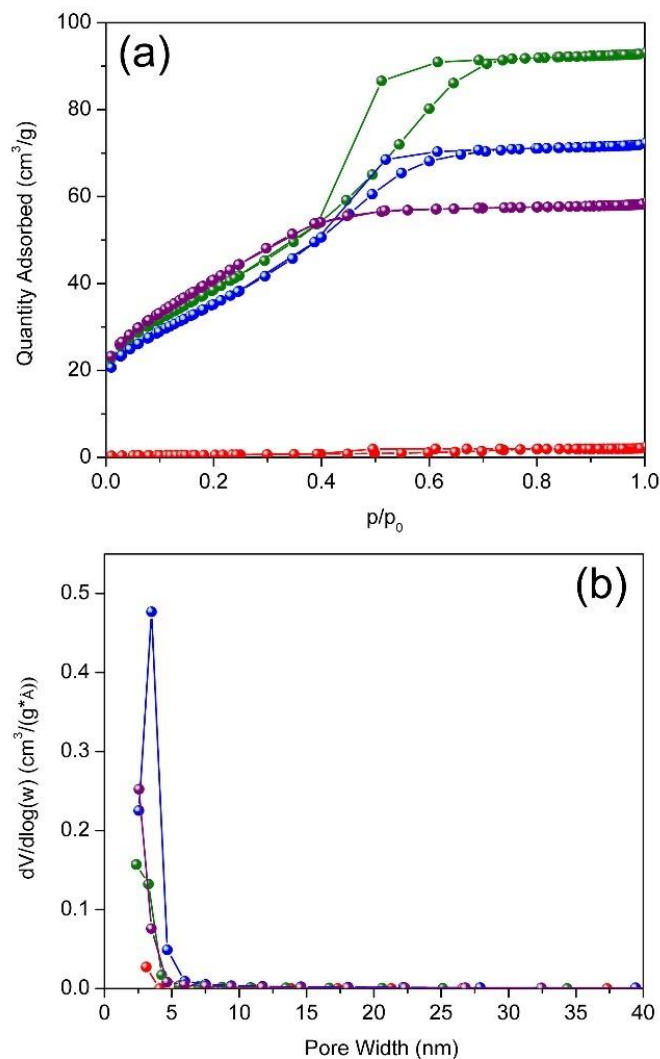 (a)
Quantity Adsorbed (cm³/g)
100
80
60
40
20
0
0.0 0.2 0.4 0.6 0.8 1.0
p/p₀
(b)
dV/dlog(w) (cm³/(g*Å))
0.5
0.4
0.3
0.2
0.1
0.0
0 5 10 15 20 25 30 35 40
Pore Width (nm)